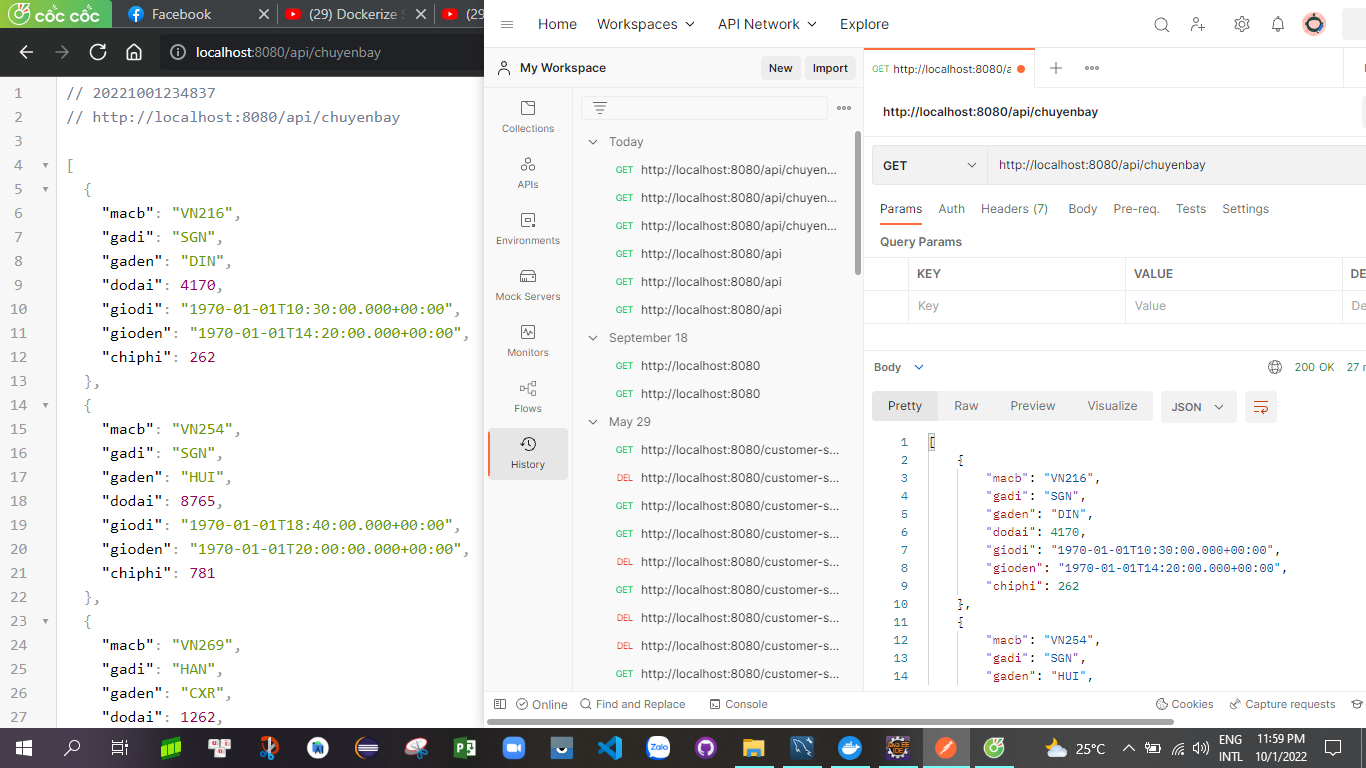 cốc cốc
Facebook
(29) Dockerize S
(29
localhost:8080/api/chuyenbay
1 // 20221001234837
2 // http://localhost:8080/api/chuyenbay
3
4 [
5 {
6 "macb": "VN216",
7 "gadi": "SGN",
8 "gaden": "DIN",
9 "dodai": 4170,
10 "giodi": "1970-01-01T10:30:00.000+00:00",
11 "gioden": "1970-01-01T14:20:00.000+00:00",
12 "chiphi": 262
13 },
14 {
15 "macb": "VN254",
16 "gadi": "SGN",
17 "gaden": "HUI",
18 "dodai": 8765,
19 "giodi": "1970-01-01T18:40:00.000+00:00",
20 "gioden": "1970-01-01T20:00:00.000+00:00",
21 "chiphi": 781
22 },
23 {
24 "macb": "VN269",
25 "gadi": "HAN",
26 "gaden": "CXR",
27 "dodai": 1262,
Home Workspaces API Network Explore
My Workspace New Import
Collections
APIs
Environments
Mock Servers
Monitors
Flows
History
Today
GET http://localhost:8080/api/chuyen...
GET http://localhost:8080/api/chuyen...
GET http://localhost:8080/api/chuyen...
GET http://localhost:8080/api
GET http://localhost:8080/api
GET http://localhost:8080/api
September 18
GET http://localhost:8080
GET http://localhost:8080
May 29
GET http://localhost:8080/customer-s...
DEL http://localhost:8080/customer-s...
GET http://localhost:8080/customer-s...
GET http://localhost:8080/customer-s...
DEL http://localhost:8080/customer-s...
GET http://localhost:8080/customer-s...
DEL http://localhost:8080/customer-s...
DEL http://localhost:8080/customer-s...
GET http://localhost:8080/customer-s...
GET http://localhost:8080/a
http://localhost:8080/api/chuyenbay
GET http://localhost:8080/api/chuyenbay
Params Auth Headers (7) Body Pre-req. Tests Settings
Query Params
KEY VALUE DE
Key Value De
Body 200 OK 27 m
Pretty Raw Preview Visualize JSON
1 [
2 {
3 "macb": "VN216",
4 "gadi": "SGN",
5 "gaden": "DIN",
6 "dodai": 4170,
7 "giodi": "1970-01-01T10:30:00.000+00:00",
8 "gioden": "1970-01-01T14:20:00.000+00:00",
9 "chiphi": 262
10 },
11 {
12 "macb": "VN254",
13 "gadi": "SGN",
14 "gaden": "HUI",
Online Find and Replace Console Cookies Capture requests
Zalo
25°C
ENG
INTL
11:59 PM
10/1/2022